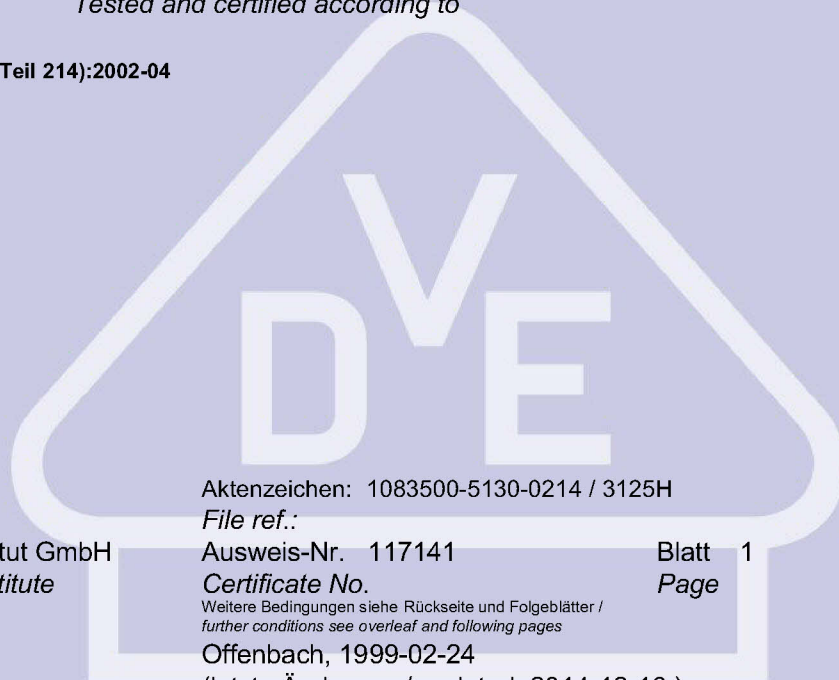 Tested and certified according to
Teil 214):2002-04
V
D E
Aktenzeichen: 1083500-5130-0214 / 3125H
File ref.:
tut GmbH Ausweis-Nr. 117141 Blatt 1
titute Certificate No. Page
Weitere Bedingungen siehe Rückseite und Folgeblätter /
further conditions see overleaf and following pages
Offenbach, 1999-02-24